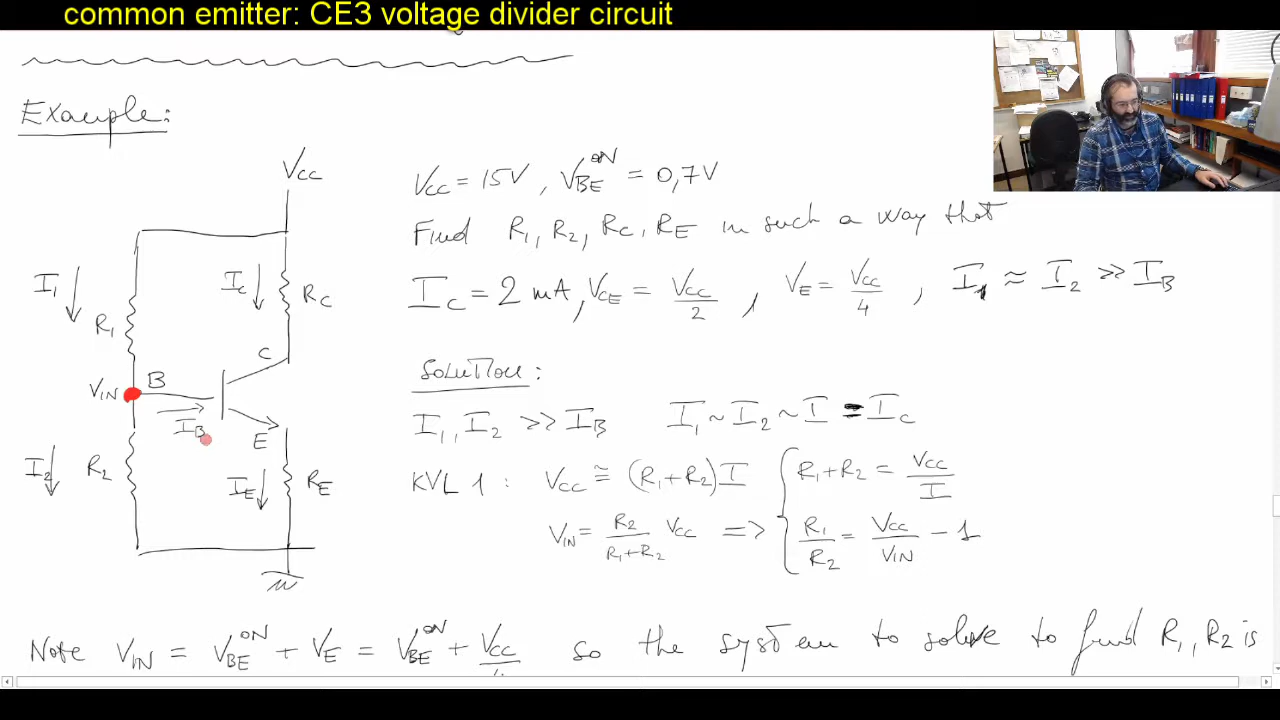 common emitter: CE3 voltage divider circuit
Example:
VCC
I1
R1
IC
RC
C
VIN
B
IB
E
I2
R2
IE
RE
VCC = 15V, VBE^ON = 0,7V
Find R1, R2, RC, RE in such a way that
IC = 2 mA, VCE = VCC/2, VE = VCC/4, I1 ≈ I2 >> IB
Solution:
I1, I2 >> IB   I1 ~ I2 ~ I = IC
KVL 1: VCC ≅ (R1+R2)I   { R1+R2 = VCC/I
VIN = R2/(R1+R2) VCC => { R1/R2 = VCC/VIN - 1
Note VIN = VBE^ON + VE = VBE^ON + VCC/4 so the system to solve to find R1, R2 is